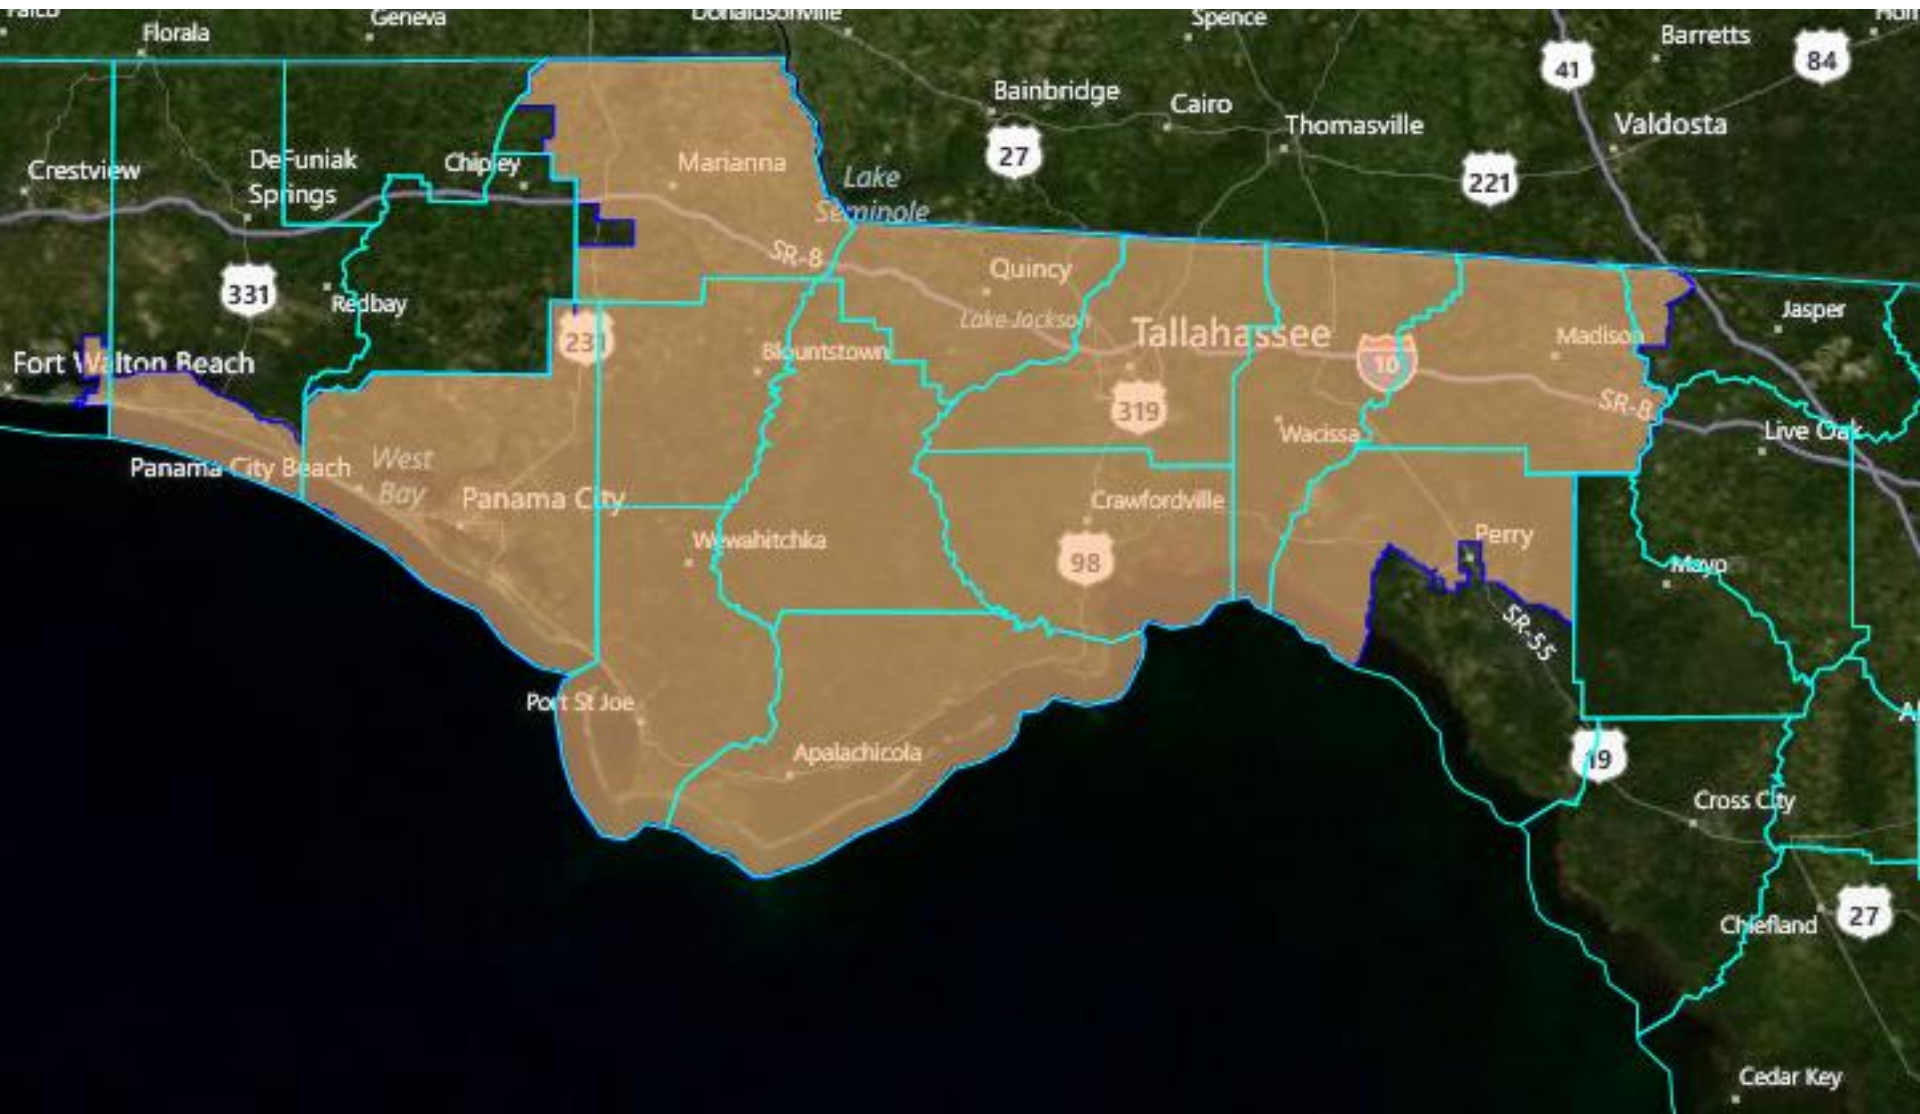 Geneva
Donaldsonville
Spence
Florala
Barretts
41
84
Bainbridge
Cairo
Thomasville
Valdosta
27
221
Crestview
DeFuniak
Springs
Chipley
Marianna
Lake
Seminole
SR-8
Quincy
331
Redbay
231
Lake Jackson
Tallahassee
Madison
Jasper
Fort Walton Beach
Blountstown
10
SR-8
319
Wacissa
Live Oak
Panama City Beach
West
Bay
Panama City
Crawfordville
Perry
Wewahitchka
98
Mayo
SR-55
Port St Joe
Apalachicola
19
Cross City
Chiefland
27
Cedar Key